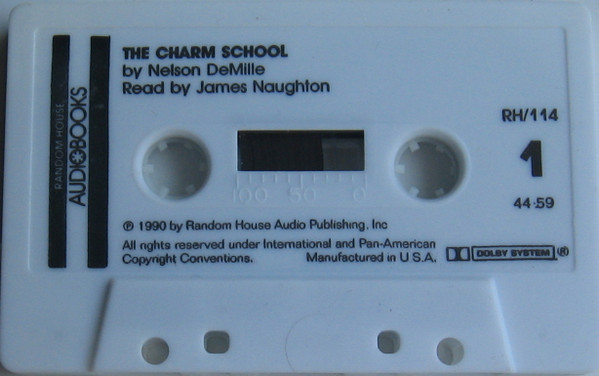 THE CHARM SCHOOL
by Nelson DeMille
Read by James Naughton
RANDOM HOUSE
AUDIOBOOKS
RH/114
1
44:59
100 50 0
℗ 1990 by Random House Audio Publishing, Inc
All rights reserved under International and Pan-American
Copyright Conventions. Manufactured in U S A.
DOLBY SYSTEM ®